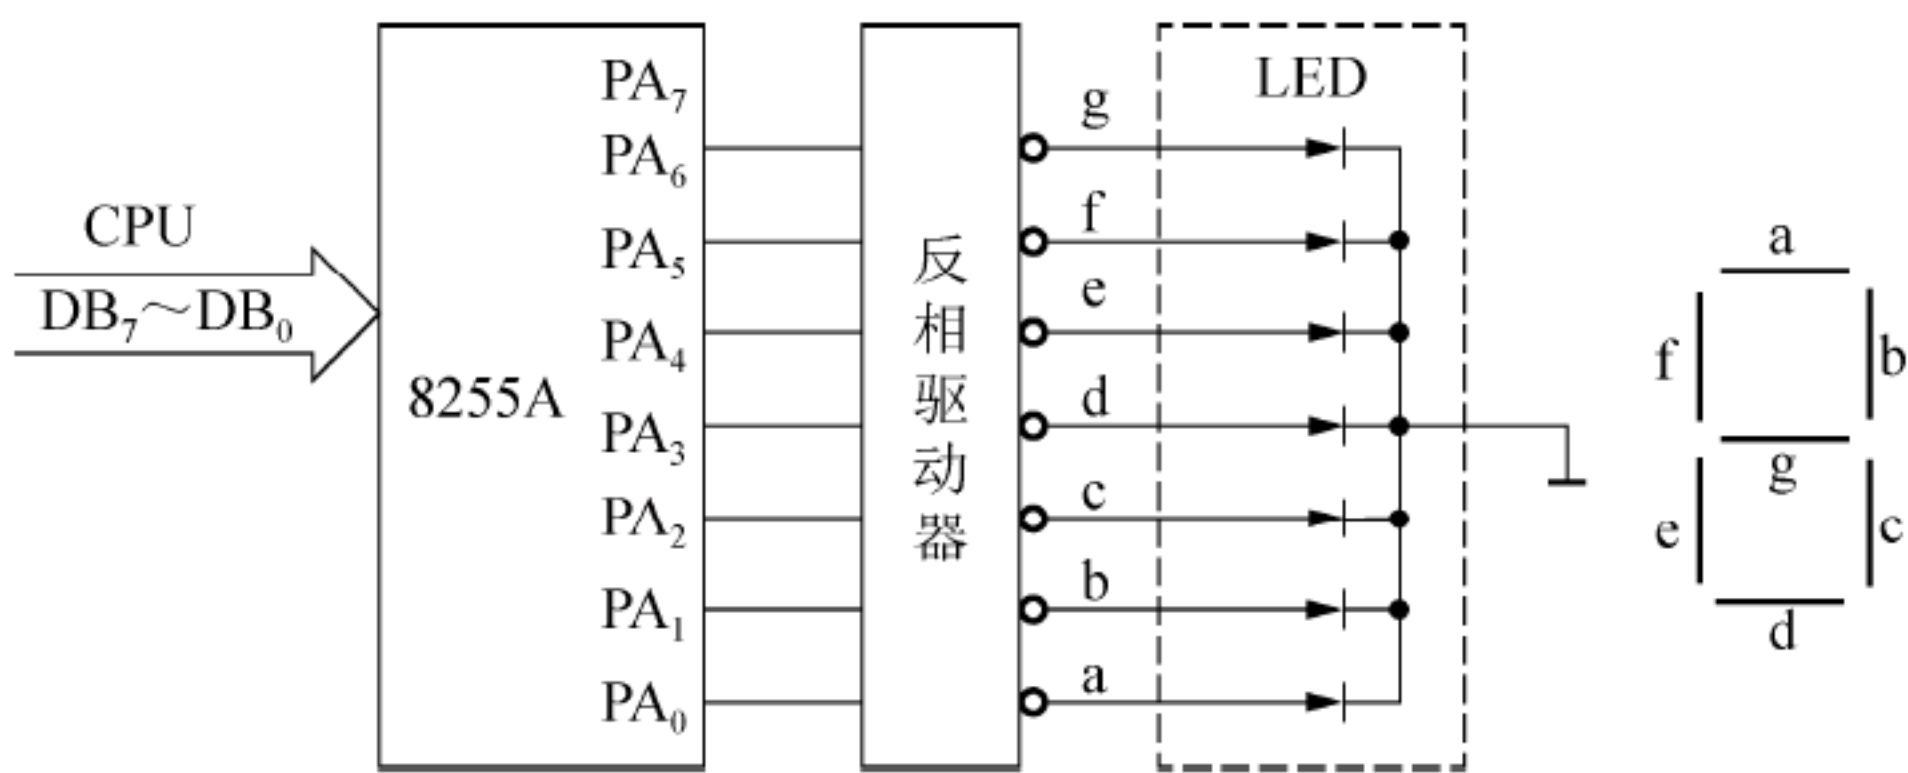 CPU
DB₇～DB₀
8255A
PA₇
PA₆
PA₅
PA₄
PA₃
PA₂
PA₁
PA₀
反相驱动器
g
f
e
d
c
b
a
LED
a
f
b
g
e
c
d